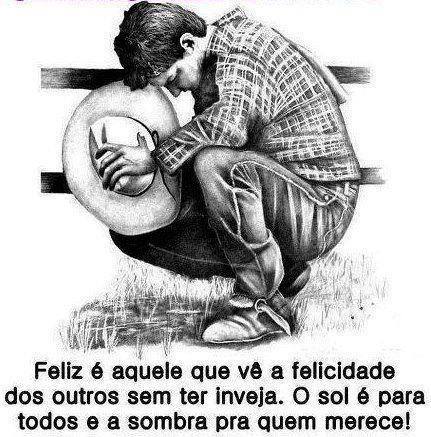 Feliz é aquele que vê a felicidade
dos outros sem ter inveja. O sol é para
todos e a sombra pra quem merece!